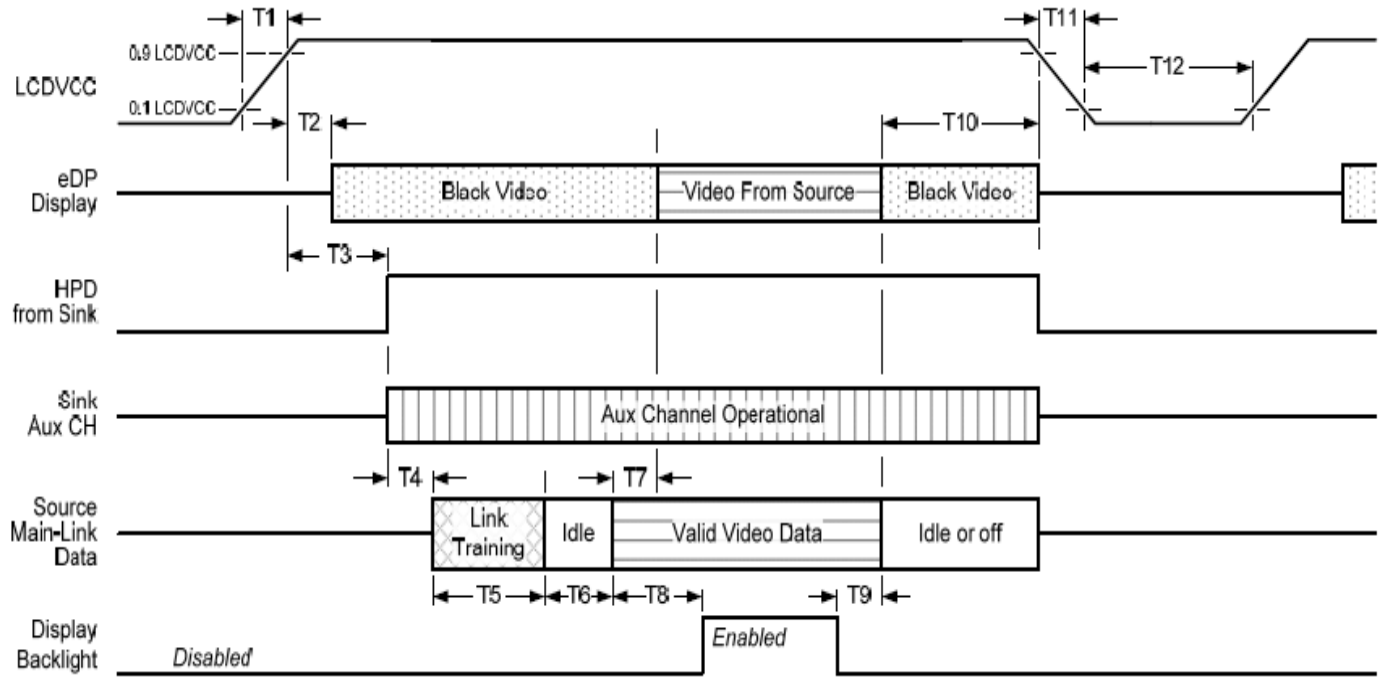 T1
T11
0.9 LCDVCC
T12
LCDVCC
0.1 LCDVCC
T2
T10
eDP
Display
Black Video
Video From Source
Black Video
T3
HPD
from Sink
Sink
Aux CH
Aux Channel Operational
T4
T7
Source
Main-Link
Data
Link
Training
Idle
Valid Video Data
Idle or off
T5
T6
T8
T9
Display
Backlight
Disabled
Enabled